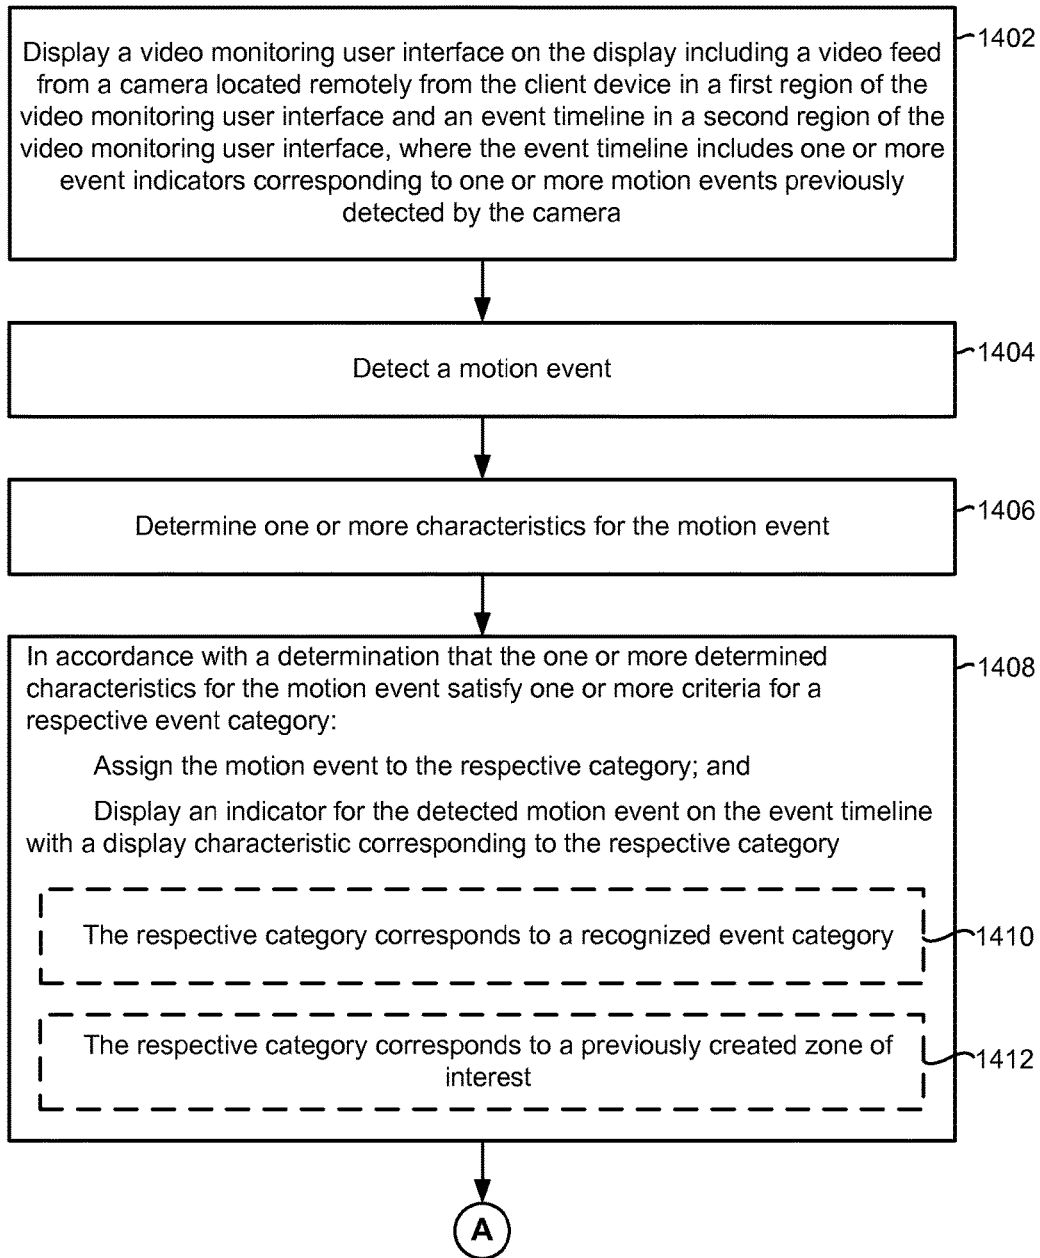 Display a video monitoring user interface on the display including a video feed
from a camera located remotely from the client device in a first region of the
video monitoring user interface and an event timeline in a second region of the
video monitoring user interface, where the event timeline includes one or more
event indicators corresponding to one or more motion events previously
detected by the camera
1402
Detect a motion event
1404
Determine one or more characteristics for the motion event
1406
In accordance with a determination that the one or more determined
characteristics for the motion event satisfy one or more criteria for a
respective event category:
Assign the motion event to the respective category; and
Display an indicator for the detected motion event on the event timeline
with a display characteristic corresponding to the respective category
1408
The respective category corresponds to a recognized event category
1410
The respective category corresponds to a previously created zone of
interest
1412
A